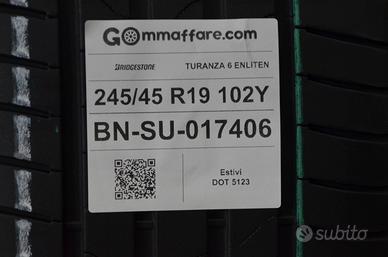 GOmmaffare.com
BRIDGESTONE TURANZA 6 ENLITEN
245/45 R19 102Y
BN-SU-017406
Estivi
DOT 5123
subito